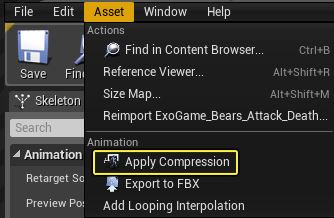 File Edit Asset Window Help
Actions
Find in Content Browser... Ctrl+B
Reference Viewer... Alt+Shift+R
Size Map... Alt+Shift+M
Reimport ExoGame_Bears_Attack_Death...
Save
Skeleton
Search
Animation
Animation
Apply Compression
Export to FBX
Add Looping Interpolation
Retarget So
Preview Pos